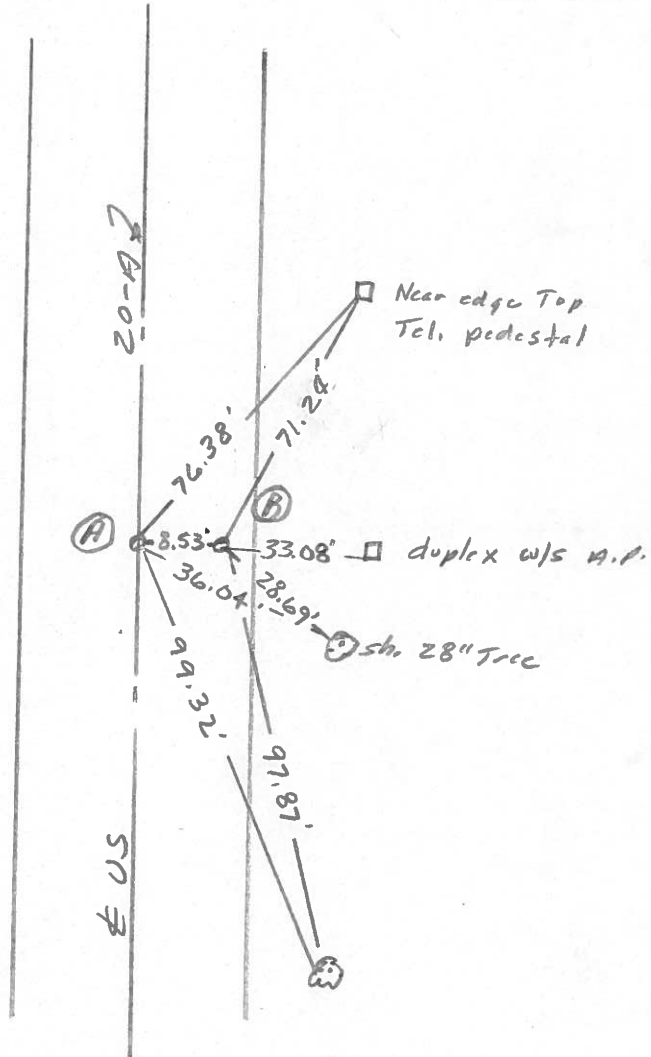 20-A
Near edge Top
Tel. pedestal
76.38'
71.24'
A
B
8.53'
33.08'
duplex w/s A.P.
36.04'
28.69'
sh. 28" Tree
99.32'
97.87'
℄ US